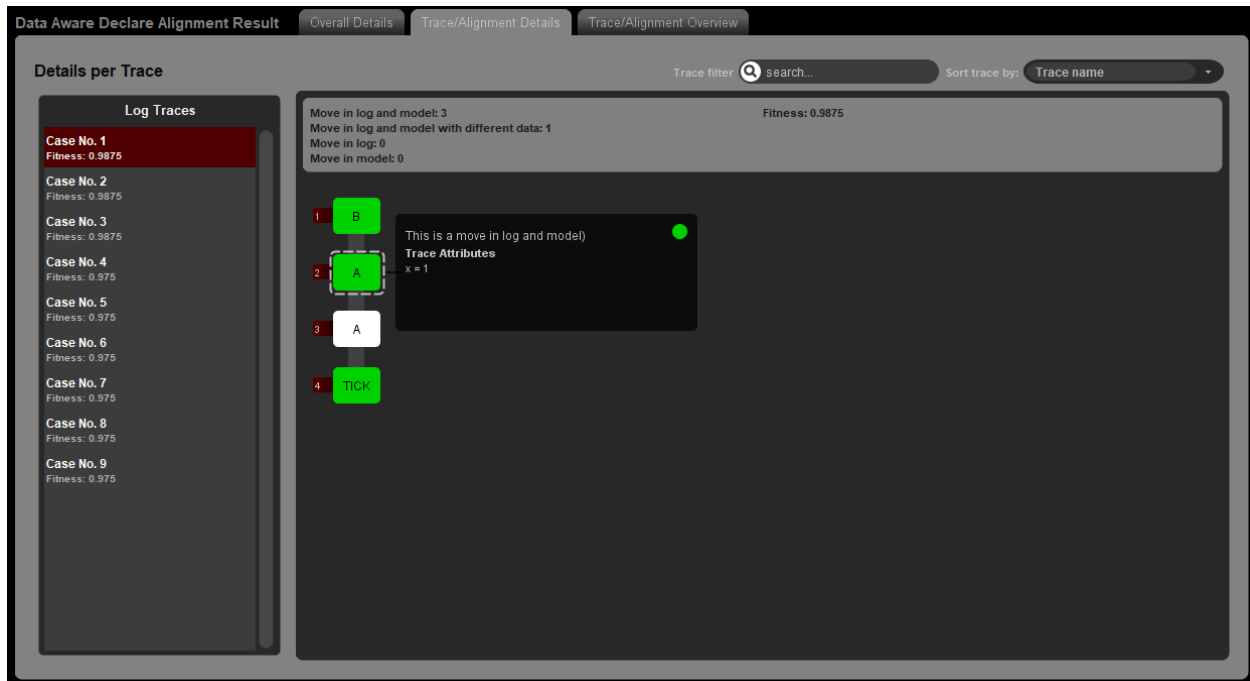 Data Aware Declare Alignment Result
Overall Details
Trace/Alignment Details
Trace/Alignment Overview
Details per Trace
Trace filter
search...
Sort trace by:
Trace name
Log Traces
Case No. 1
Fitness: 0.9875
Case No. 2
Fitness: 0.9875
Case No. 3
Fitness: 0.9875
Case No. 4
Fitness: 0.975
Case No. 5
Fitness: 0.975
Case No. 6
Fitness: 0.975
Case No. 7
Fitness: 0.975
Case No. 8
Fitness: 0.975
Case No. 9
Fitness: 0.975
Move in log and model: 3
Fitness: 0.9875
Move in log and model with different data: 1
Move in log: 0
Move in model: 0
1 B
2 A
3 A
4 TICK
This is a move in log and model)
Trace Attributes
x = 1